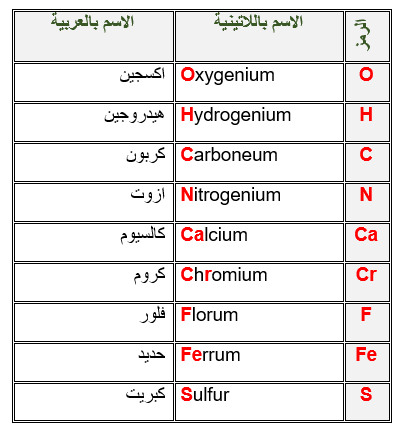 الرمز الاسم باللاتينية الاسم بالعربية
O Oxygenium اكسجين
H Hydrogenium هيدروجين
C Carboneum كربون
N Nitrogenium ازوت
Ca Calcium كالسيوم
Cr Chromium كروم
F Florum فلور
Fe Ferrum حديد
S Sulfur كبريت